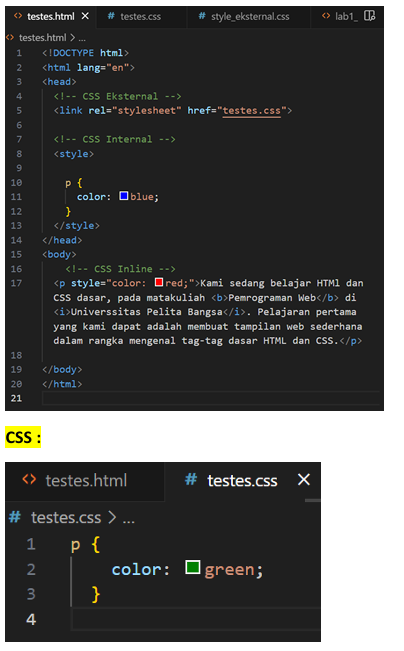 testes.html testes.css style_eksternal.css lab1_
testes.html > ...
1 <!DOCTYPE html>
2 <html lang="en">
3 <head>
4 <!-- CSS Eksternal -->
5 <link rel="stylesheet" href="testes.css">
6
7 <!-- CSS Internal -->
8 <style>
9
10 p {
11 color: blue;
12 }
13 </style>
14 </head>
15 <body>
16 <!-- CSS Inline -->
17 <p style="color: red;">Kami sedang belajar HTMl dan
CSS dasar, pada matakuliah <b>Pemrograman Web</b> di
<i>Universsitas Pelita Bangsa</i>. Pelajaran pertama
yang kami dapat adalah membuat tampilan web sederhana
dalam rangka mengenal tag-tag dasar HTML dan CSS.</p>
18
19 </body>
20 </html>
21
CSS :
testes.html # testes.css
# testes.css > ...
1 p {
2 color: green;
3 }
4